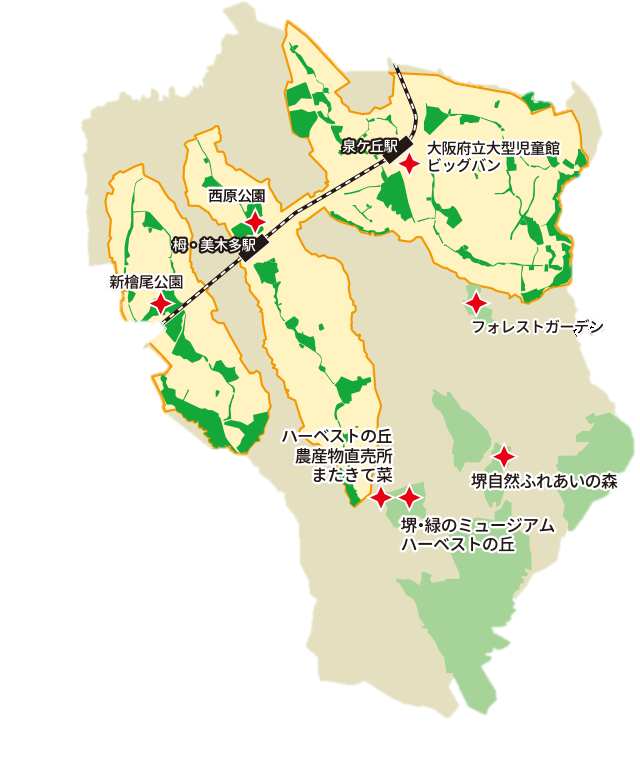 泉ケ丘駅
大阪府立大型児童館
ビッグバン
西原公園
栂・美木多駅
新檜尾公園
フォレストガーデン
ハーベストの丘
農産物直売所
またきて菜
堺自然ふれあいの森
堺・緑のミュージアム
ハーベストの丘